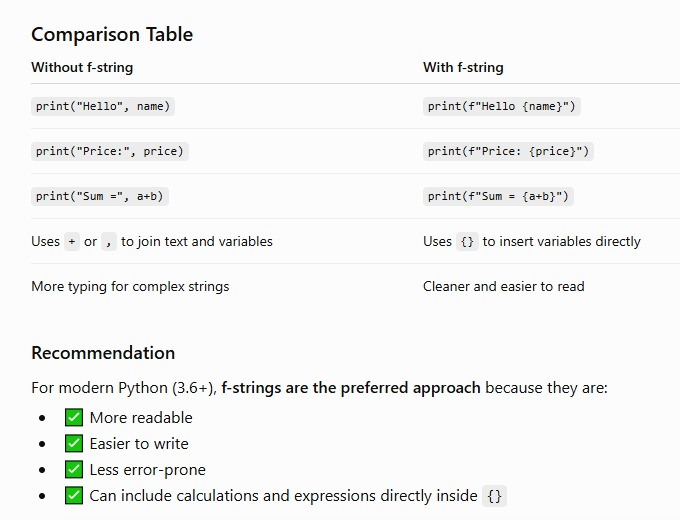 Comparison Table
Without f-string With f-string
print("Hello", name) print(f"Hello {name}")
print("Price:", price) print(f"Price: {price}")
print("Sum =", a+b) print(f"Sum = {a+b}")
Uses + or , to join text and variables Uses {} to insert variables directly
More typing for complex strings Cleaner and easier to read
Recommendation
For modern Python (3.6+), f-strings are the preferred approach because they are:
• ✅ More readable
• ✅ Easier to write
• ✅ Less error-prone
• ✅ Can include calculations and expressions directly inside {}